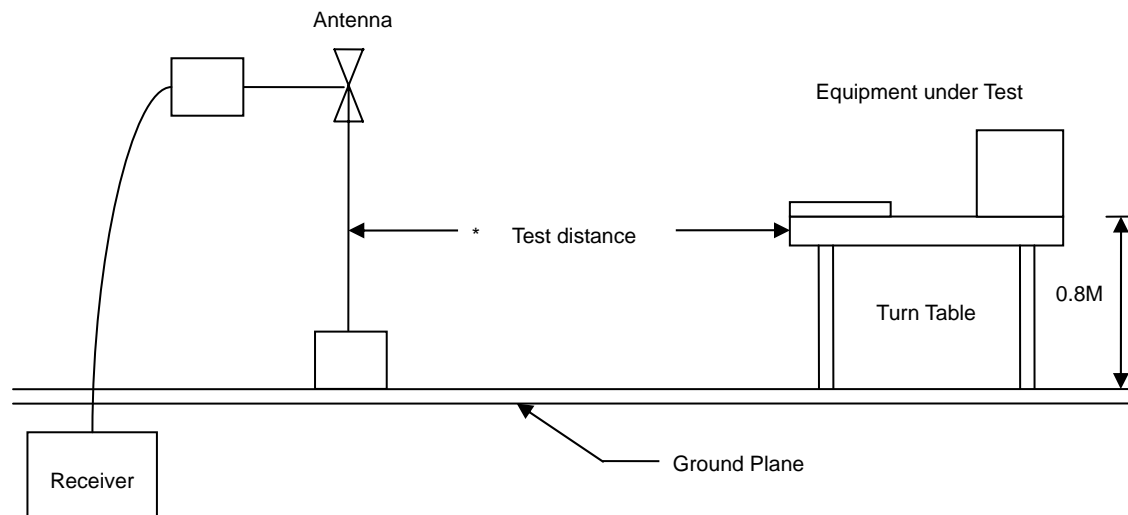 Antenna
Equipment under Test
* Test distance
0.8M
Turn Table
Ground Plane
Receiver